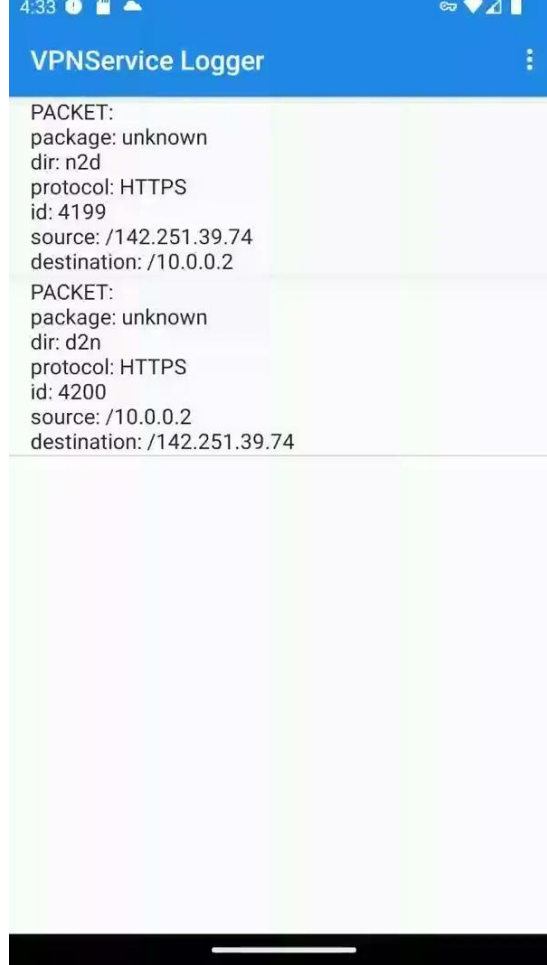 4:33
VPNService Logger
PACKET:
package: unknown
dir: n2d
protocol: HTTPS
id: 4199
source: /142.251.39.74
destination: /10.0.0.2
PACKET:
package: unknown
dir: d2n
protocol: HTTPS
id: 4200
source: /10.0.0.2
destination: /142.251.39.74